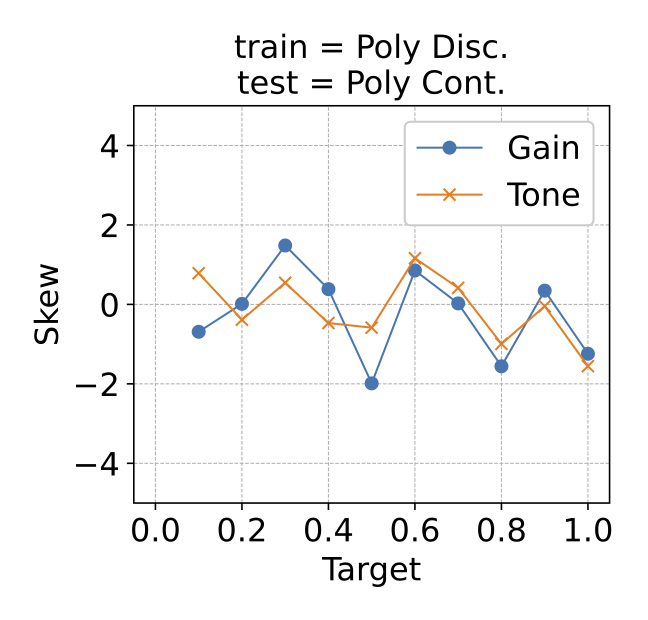 train = Poly Disc.
test = Poly Cont.
Gain
Tone
Skew
4
2
0
−2
−4
0.0 0.2 0.4 0.6 0.8 1.0
Target